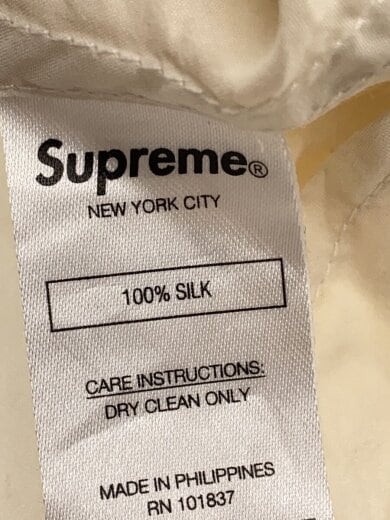 Supreme®
NEW YORK CITY
100% SILK
CARE INSTRUCTIONS:
DRY CLEAN ONLY
MADE IN PHILIPPINES
RN 101837